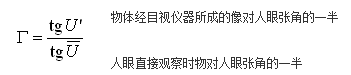 Γ = tg U' / tg U̅
物体经目视仪器所成的像对人眼张角的一半
人眼直接观察时物对人眼张角的一半